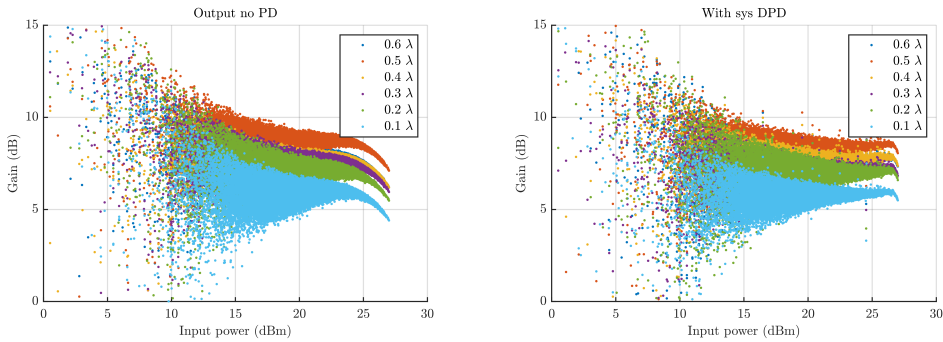 Output no PD
15
10
5
0
Gain (dB)
0 5 10 15 20 25 30
Input power (dBm)
0.6 λ
0.5 λ
0.4 λ
0.3 λ
0.2 λ
0.1 λ
With sys DPD
15
10
5
0
Gain (dB)
0 5 10 15 20 25 30
Input power (dBm)
0.6 λ
0.5 λ
0.4 λ
0.3 λ
0.2 λ
0.1 λ